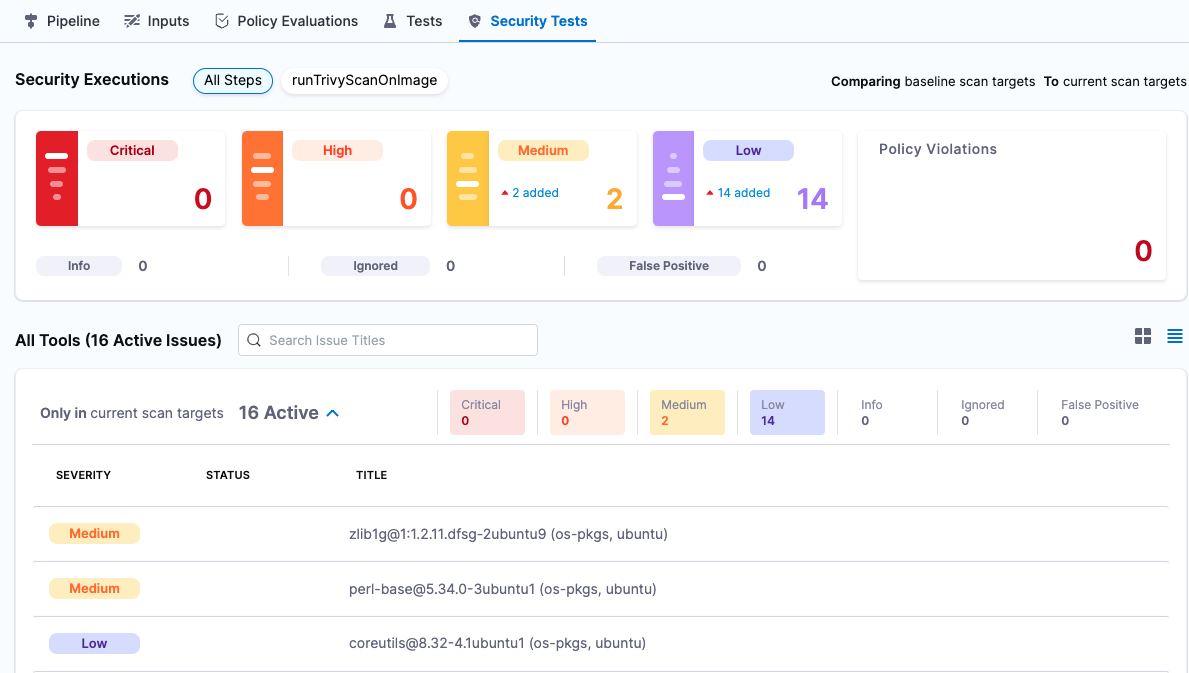 Pipeline Inputs Policy Evaluations Tests Security Tests
Security Executions All Steps runTrivyScanOnImage Comparing baseline scan targets To current scan targets
Critical High Medium Low Policy Violations
2 added 14 added
0 0 2 14
0
Info 0 Ignored 0 False Positive 0
All Tools (16 Active Issues) Search Issue Titles
Only in current scan targets 16 Active
Critical High Medium Low Info Ignored False Positive
0 0 2 14 0 0 0
SEVERITY STATUS TITLE
Medium zlib1g@1:1.2.11.dfsg-2ubuntu9 (os-pkgs, ubuntu)
Medium perl-base@5.34.0-3ubuntu1 (os-pkgs, ubuntu)
Low coreutils@8.32-4.1ubuntu1 (os-pkgs, ubuntu)